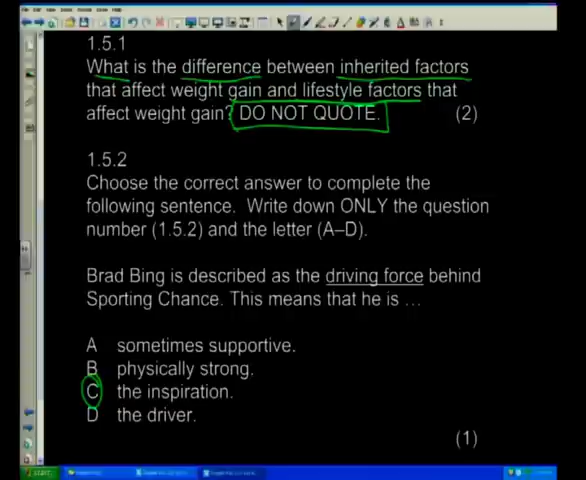 1.5.1
What is the difference between inherited factors
that affect weight gain and lifestyle factors that
affect weight gain? DO NOT QUOTE. (2)
1.5.2
Choose the correct answer to complete the
following sentence. Write down ONLY the question
number (1.5.2) and the letter (A–D).
Brad Bing is described as the driving force behind
Sporting Chance. This means that he is …
A sometimes supportive.
B physically strong.
C the inspiration.
D the driver.
(1)